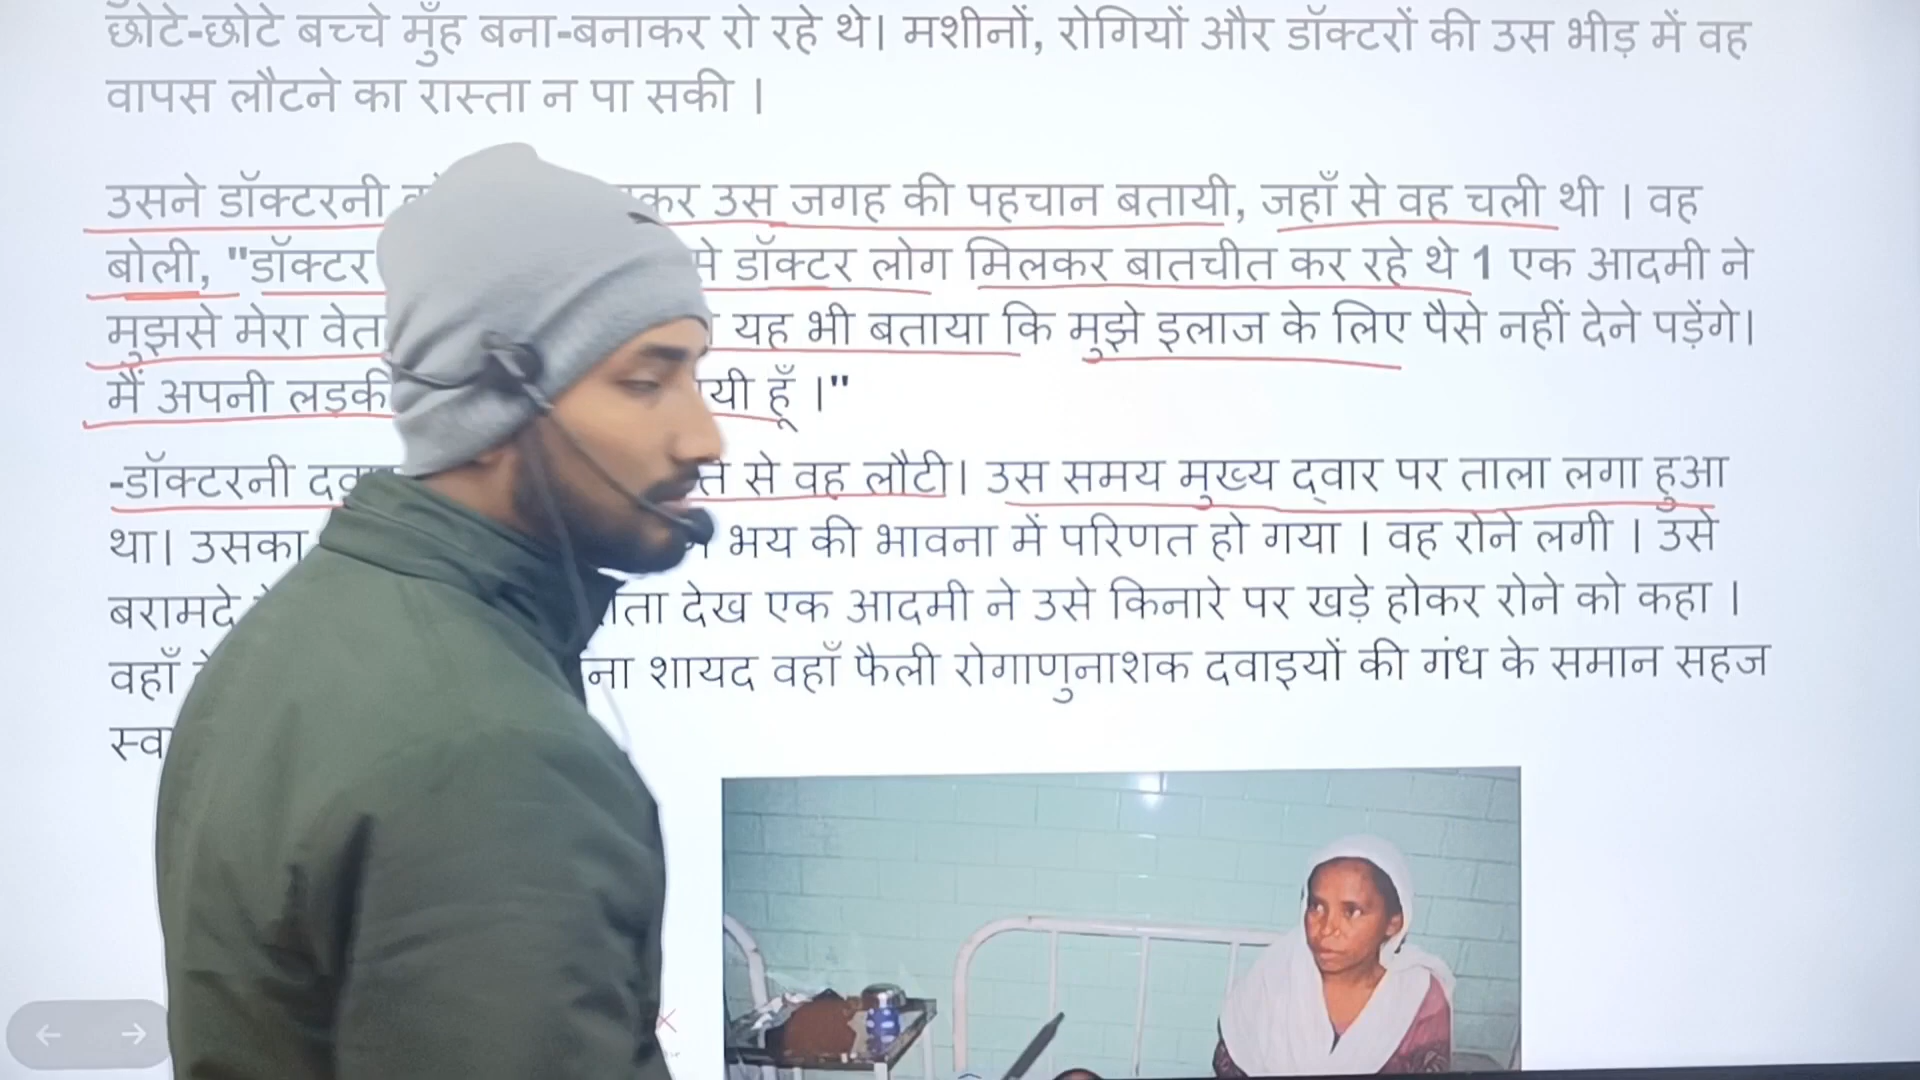 छोटे-छोटे बच्चे मुँह बना-बनाकर रो रहे थे। मशीनों, रोगियों और डॉक्टरों की उस भीड़ में वह
वापस लौटने का रास्ता न पा सकी ।
उसने डॉक्टरनी कर उस जगह की पहचान बतायी, जहाँ से वह चली थी । वह
बोली, "डॉक्टर से डॉक्टर लोग मिलकर बातचीत कर रहे थे 1 एक आदमी ने
मुझसे मेरा यह भी बताया कि मुझे इलाज के लिए पैसे नहीं देने पड़ेंगे।
मैं अपनी लड़की यी हूँ ।"
-डॉक्टरनी से वह लौटी। उस समय मुख्य द्वार पर ताला लगा हुआ
था। उसका भय की भावना में परिणत हो गया । वह रोने लगी । उसे
बरामदे देख एक आदमी ने उसे किनारे पर खड़े होकर रोने को कहा ।
वहाँ ना शायद वहाँ फैली रोगाणुनाशक दवाइयों की गंध के समान सहज